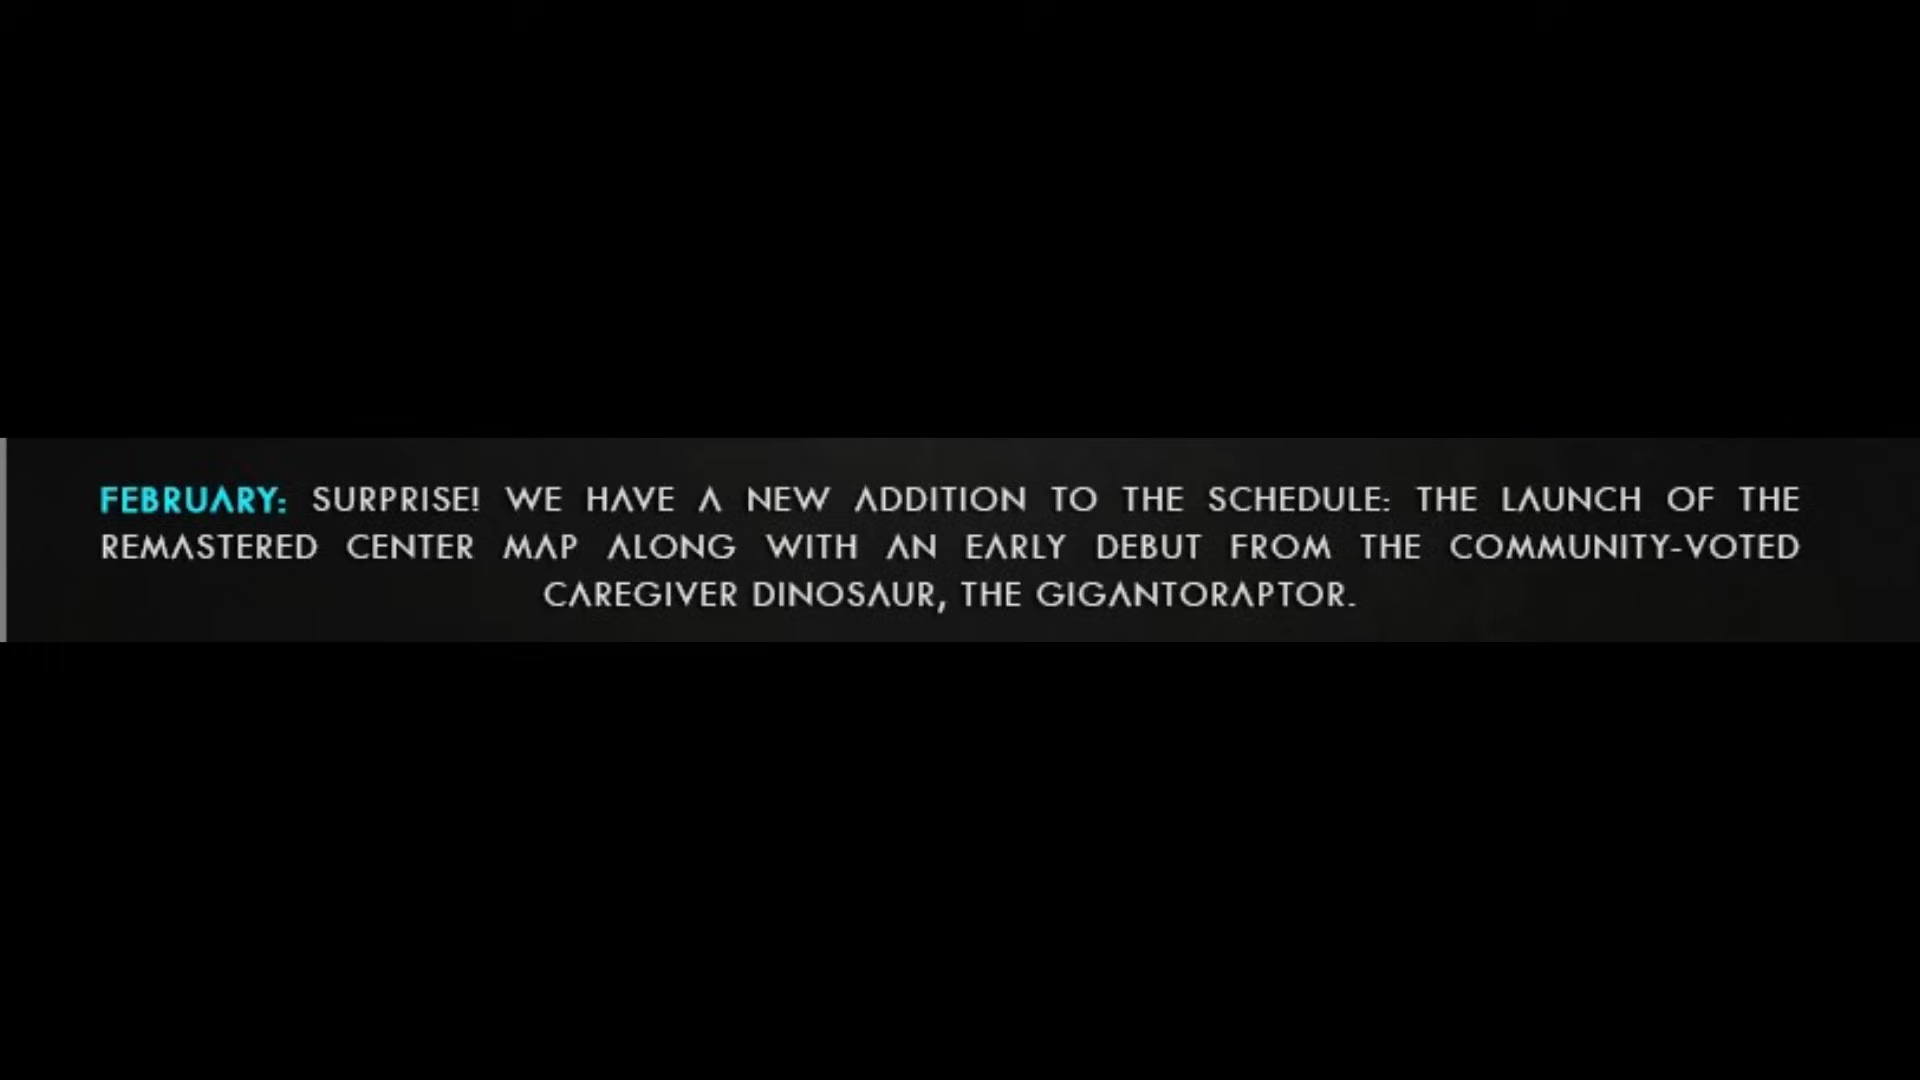 FEBRUARY: SURPRISE! WE HAVE A NEW ADDITION TO THE SCHEDULE: THE LAUNCH OF THE
REMASTERED CENTER MAP ALONG WITH AN EARLY DEBUT FROM THE COMMUNITY-VOTED
CAREGIVER DINOSAUR, THE GIGANTORAPTOR.